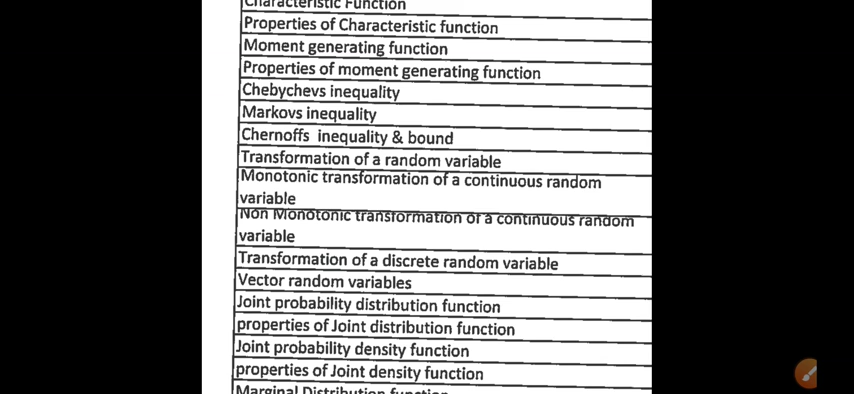 Characteristic Function
Properties of Characteristic function
Moment generating function
Properties of moment generating function
Chebychevs inequality
Markovs inequality
Chernoffs inequality & bound
Transformation of a random variable
Monotonic transformation of a continuous random
variable
Non Monotonic transformation of a continuous random
variable
Transformation of a discrete random variable
Vector random variables
Joint probability distribution function
properties of Joint distribution function
Joint probability density function
properties of Joint density function
Marginal Distribution function